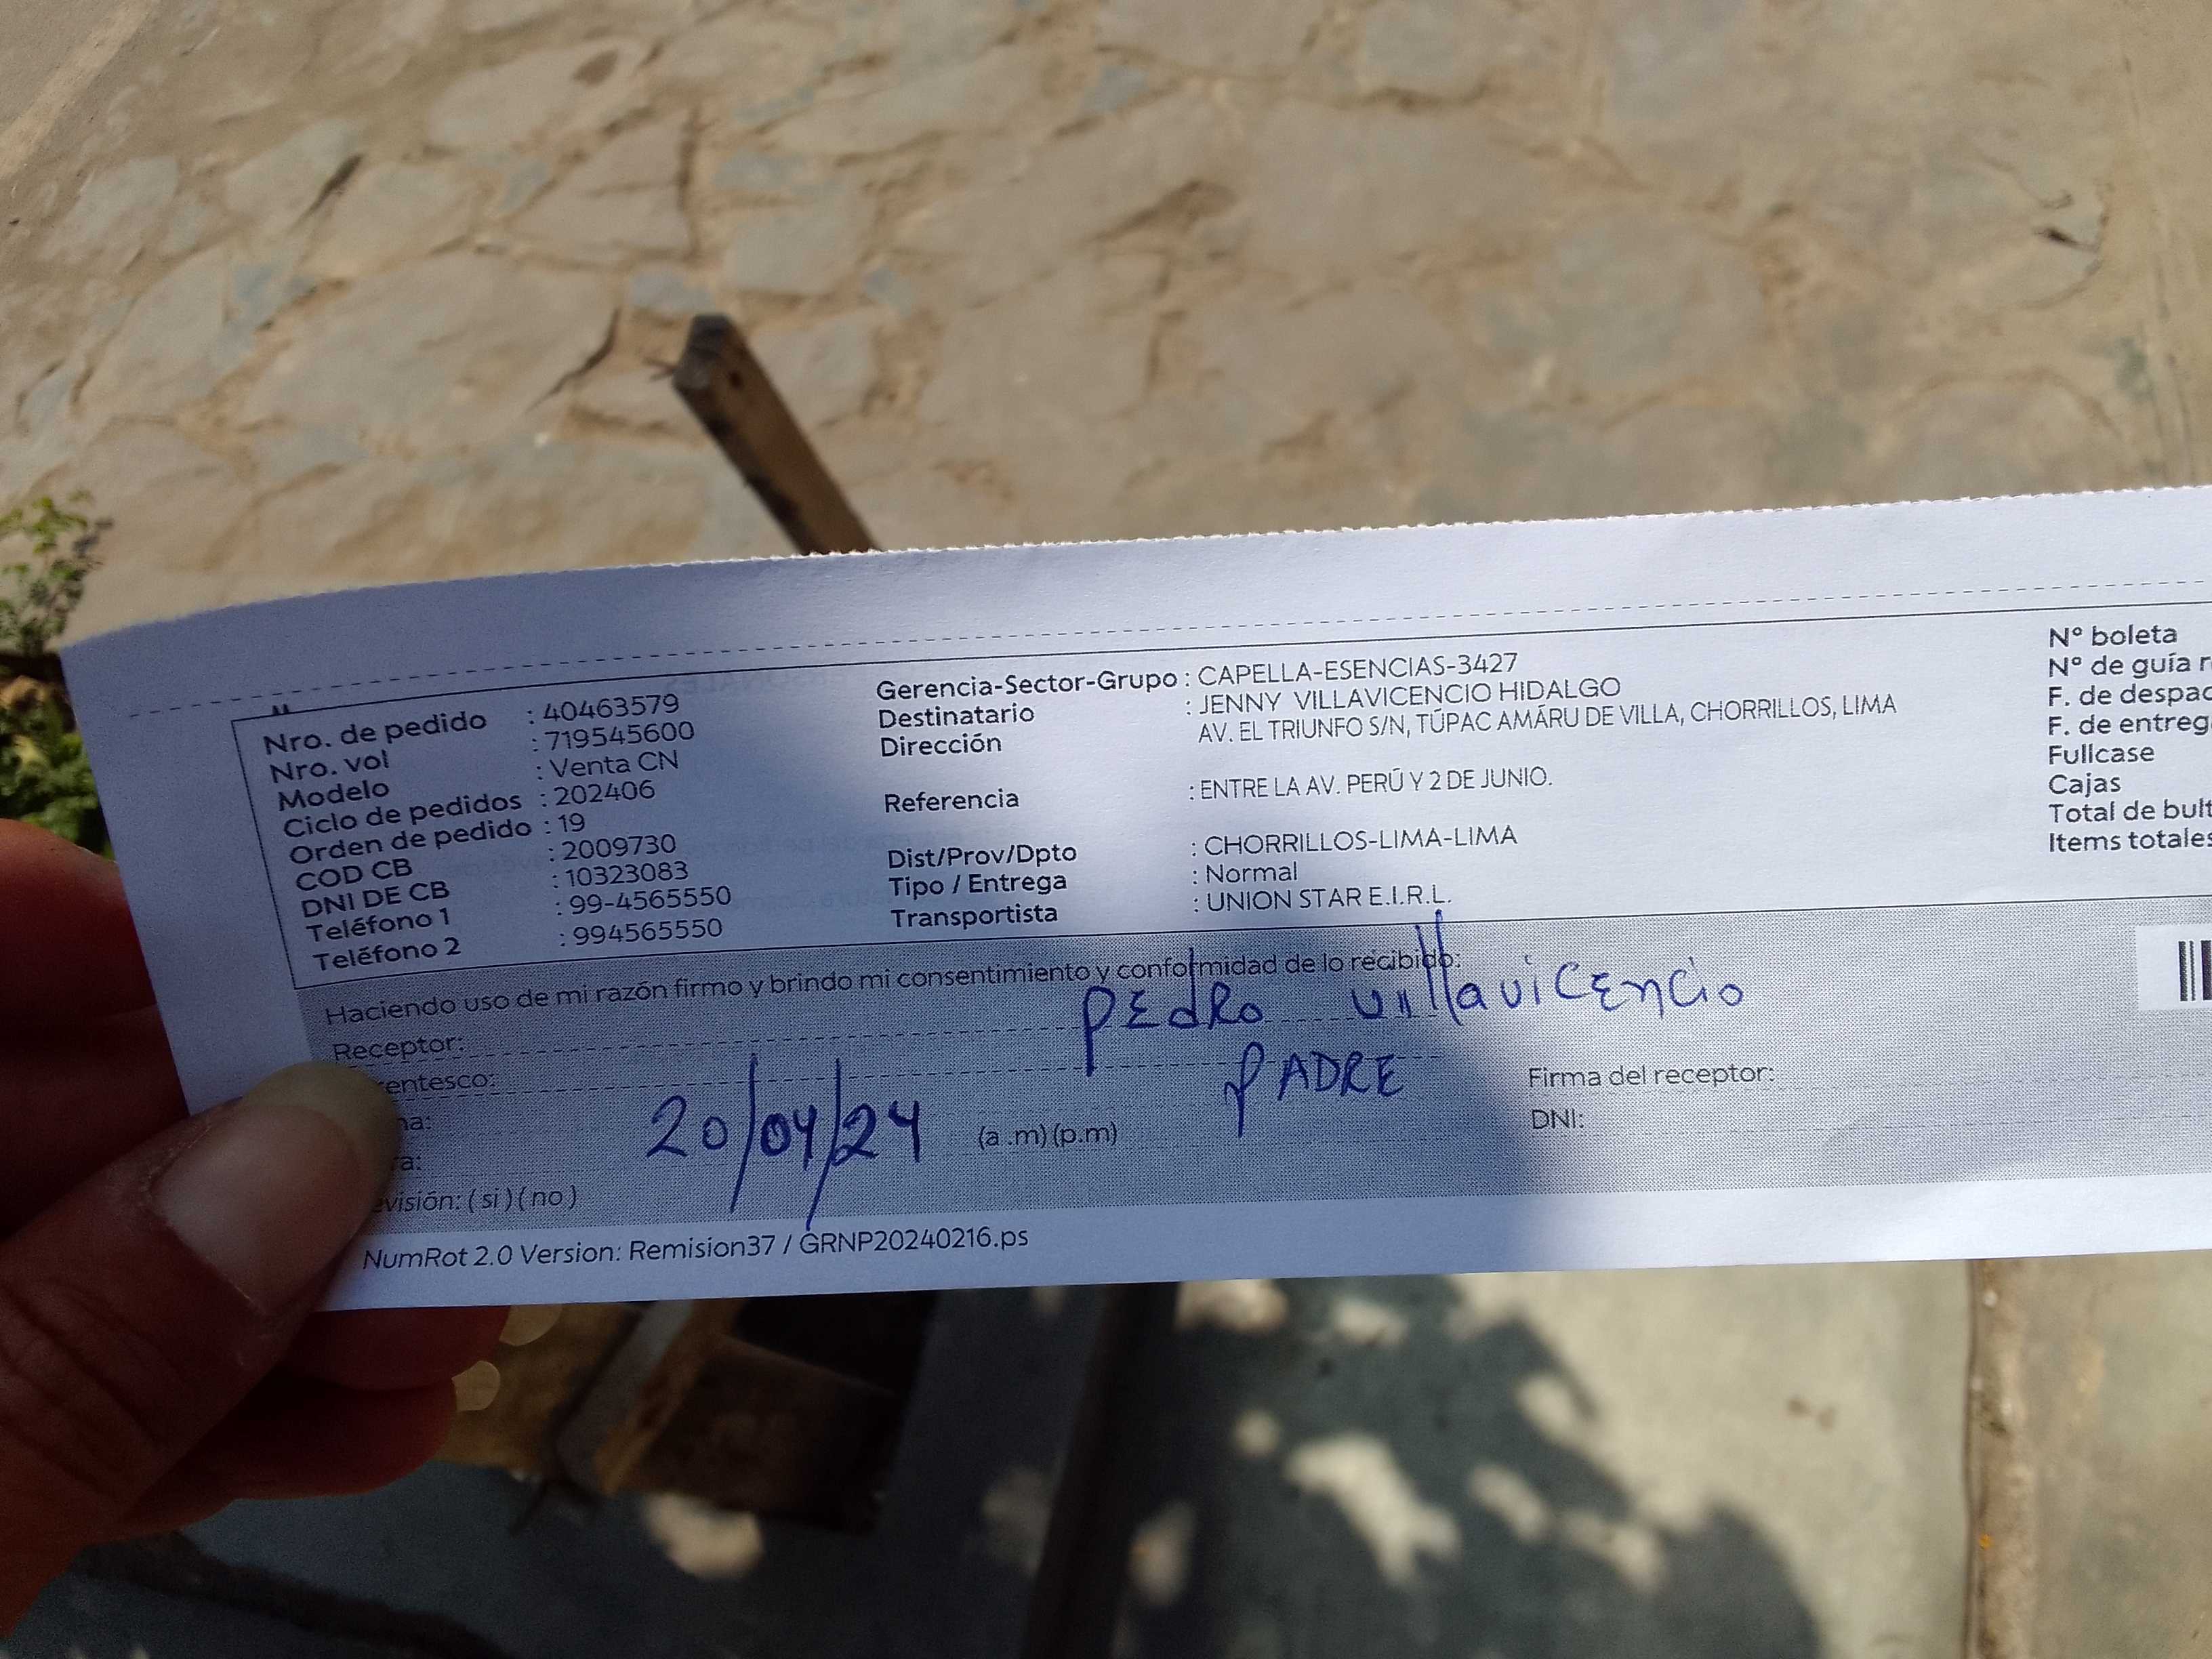 Nro. de pedido : 40463579
Nro. vol : 719545600
Modelo : Venta CN
Ciclo de pedidos : 202406
Orden de pedido : 19
COD CB : 2009730
DNI DE CB : 10323083
Teléfono 1 : 99-4565550
Teléfono 2 : 994565550
Gerencia-Sector-Grupo : CAPELLA-ESENCIAS-3427
Destinatario : JENNY VILLAVICENCIO HIDALGO
Dirección AV. EL TRIUNFO S/N, TÚPAC AMÁRU DE VILLA, CHORRILLOS, LIMA
Referencia : ENTRE LA AV. PERÚ Y 2 DE JUNIO.
Dist/Prov/Dpto : CHORRILLOS-LIMA-LIMA
Tipo / Entrega : Normal
Transportista : UNION STAR E.I.R.L.
N° boleta
N° de guía r
F. de despac
F. de entreg
Fullcase
Cajas
Total de bult
Items totales
Haciendo uso de mi razón firmo y brindo mi consentimiento y conformidad de lo recibido:
Receptor: PEdRo villaviCEnCio
entesco: PADRE
na: 20/04/24
ra: (a .m) (p.m)
evisión: ( si ) ( no )
Firma del receptor:
DNI:
NumRot 2.0 Version: Remision37 / GRNP20240216.ps